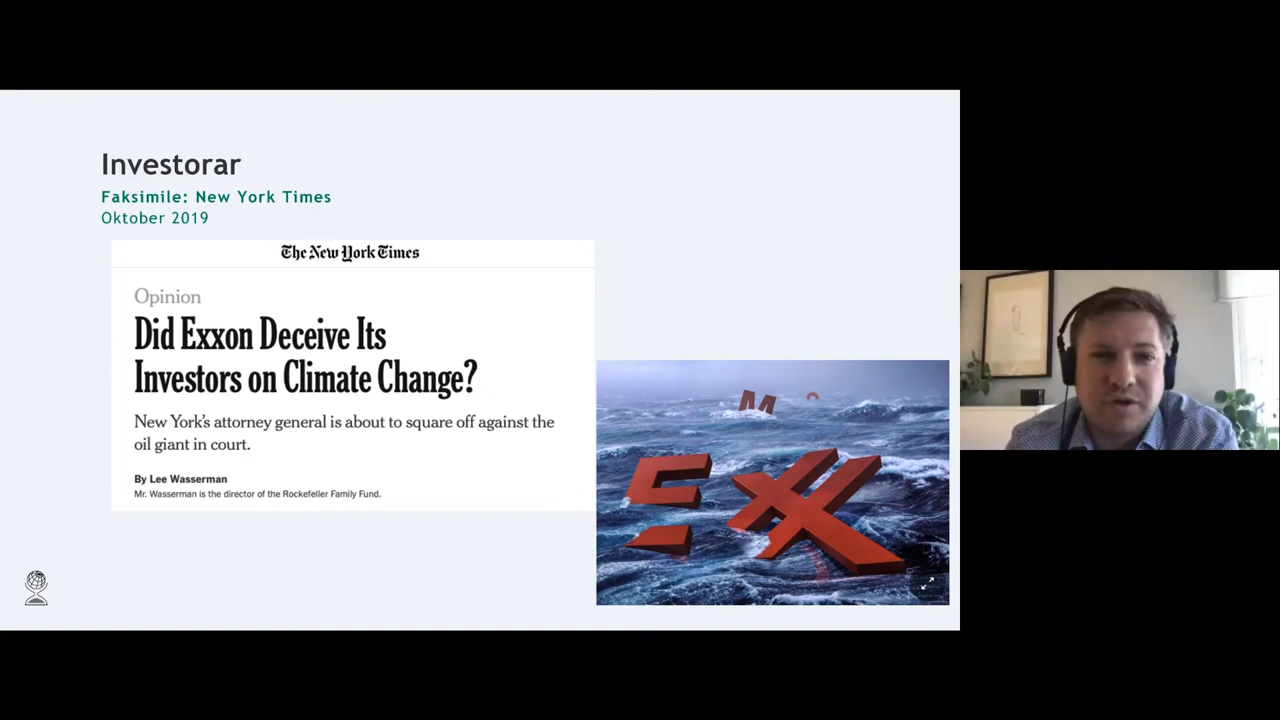 Investorar
Faksimile: New York Times
Oktober 2019
The New York Times
Opinion
Did Exxon Deceive Its
Investors on Climate Change?
New York's attorney general is about to square off against the
oil giant in court.
By Lee Wasserman
Mr. Wasserman is the director of the Rockefeller Family Fund.
M
EXX